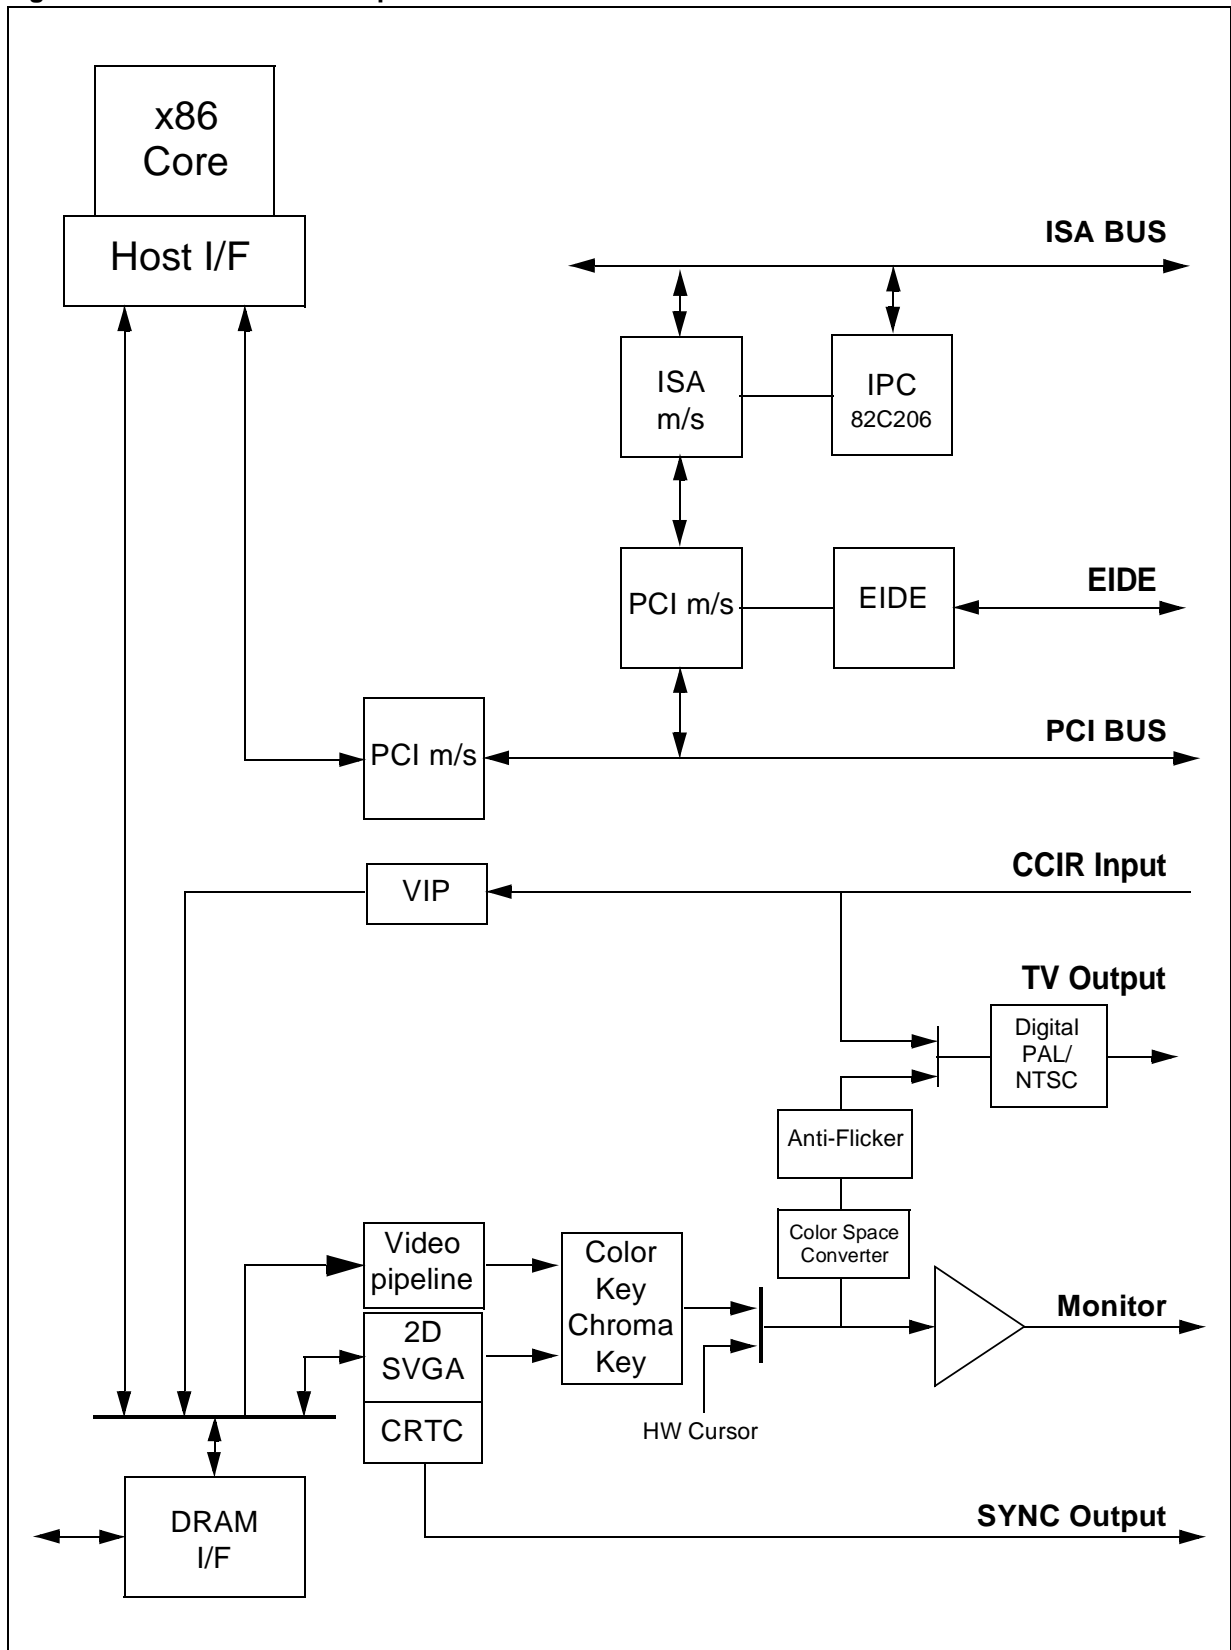 x86
Core
Host I/F
ISA BUS
ISA
m/s
IPC
82C206
PCI m/s
EIDE
EIDE
PCI m/s
PCI BUS
VIP
CCIR Input
TV Output
Digital
PAL/
NTSC
Anti-Flicker
Color Space
Converter
Video
pipeline
Color
Key
Chroma
Key
2D
SVGA
CRTC
Monitor
HW Cursor
DRAM
I/F
SYNC Output